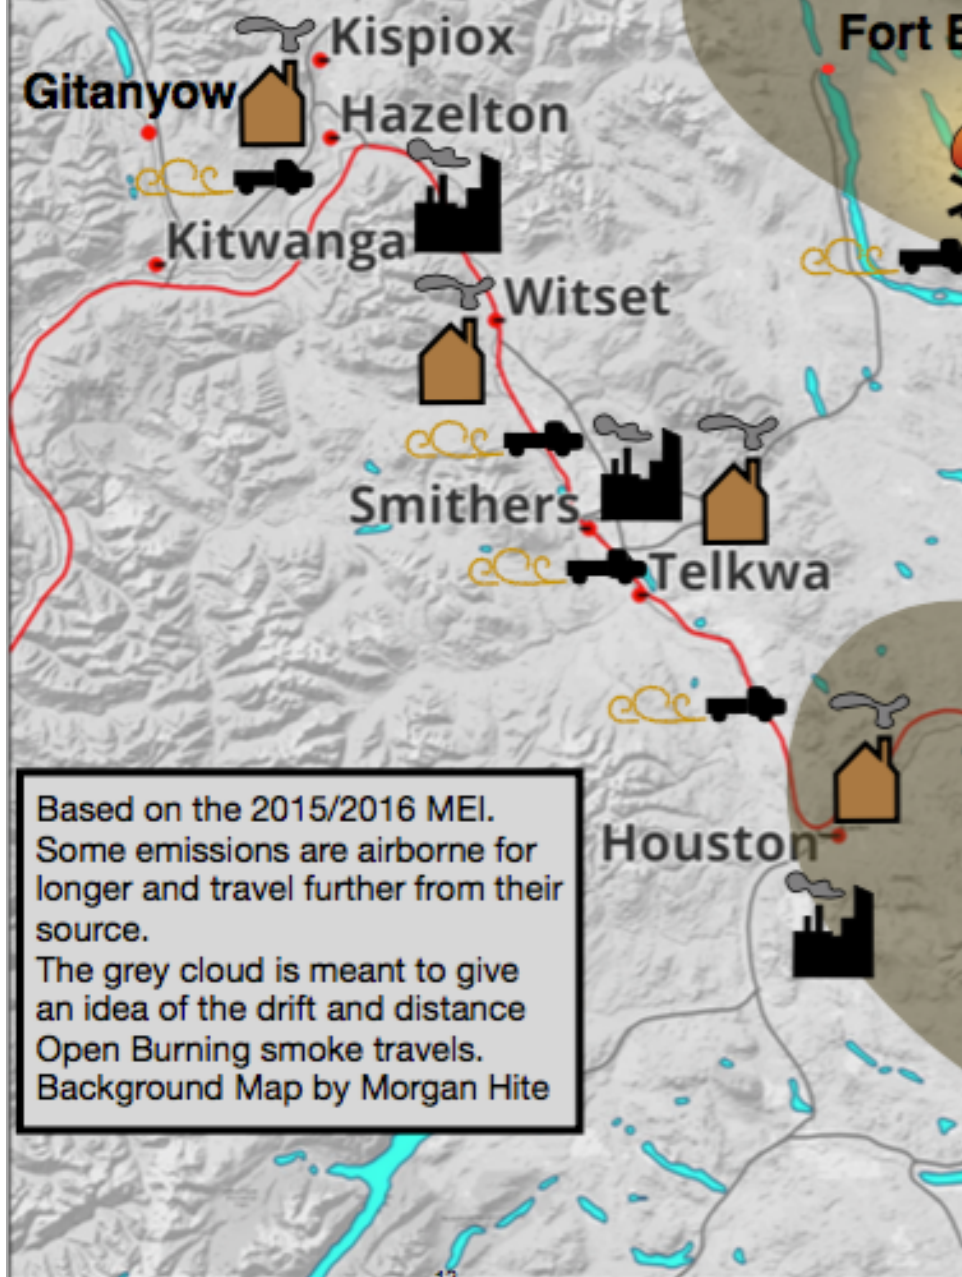 Kispiox
Fort
Gitanyow
Hazelton
Kitwanga
Witset
Smithers
Telkwa
Houston
Based on the 2015/2016 MEI.
Some emissions are airborne for
longer and travel further from their
source.
The grey cloud is meant to give
an idea of the drift and distance
Open Burning smoke travels.
Background Map by Morgan Hite